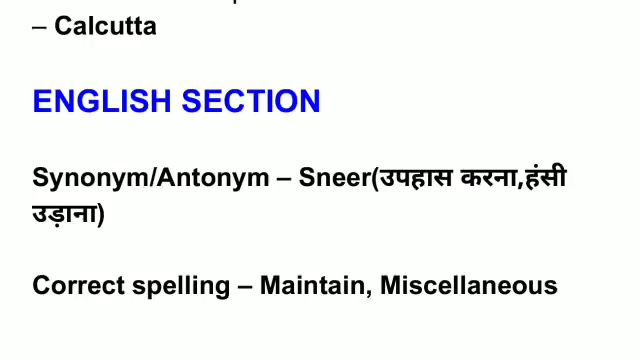 – Calcutta
ENGLISH SECTION
Synonym/Antonym – Sneer(उपहास करना,हंसी
उड़ाना)
Correct spelling – Maintain, Miscellaneous